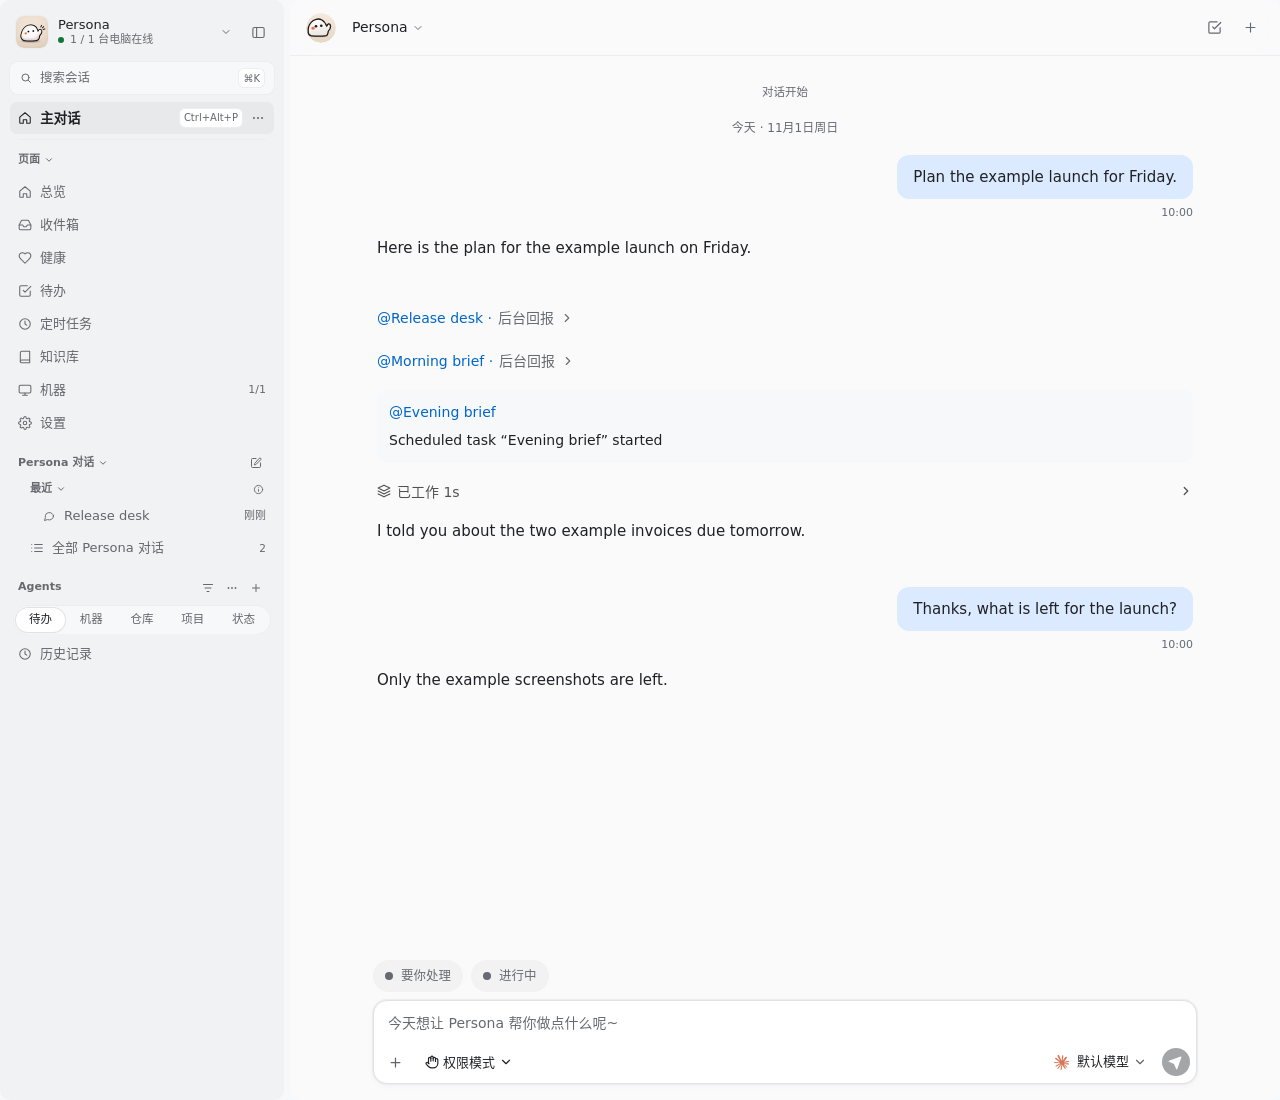 Persona
1 / 1 台电脑在线
搜索会话
⌘K
主对话
Ctrl+Alt+P
页面
总览
收件箱
健康
待办
定时任务
知识库
机器
1/1
设置
Persona 对话
最近
Release desk
刚刚
全部 Persona 对话
2
Agents
待办
机器
仓库
项目
状态
历史记录
Persona
对话开始
今天 · 11月1日周日
Plan the example launch for Friday.
10:00
Here is the plan for the example launch on Friday.
@Release desk · 后台回报
@Morning brief · 后台回报
@Evening brief
Scheduled task “Evening brief” started
已工作 1s
I told you about the two example invoices due tomorrow.
Thanks, what is left for the launch?
10:00
Only the example screenshots are left.
要你处理
进行中
今天想让 Persona 帮你做点什么呢~
权限模式
默认模型